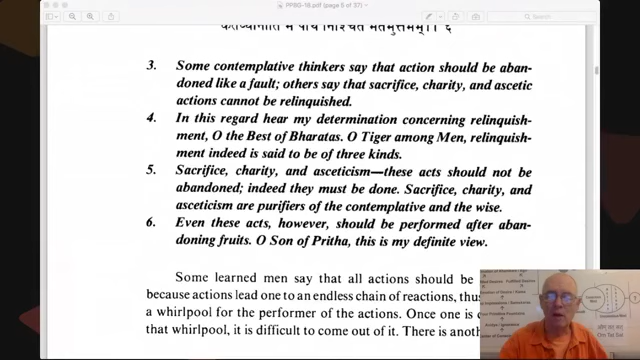 PPBG-18.pdf (page 5 of 37)
Search
3. Some contemplative thinkers say that action should be aban-
doned like a fault; others say that sacrifice, charity, and ascetic
actions cannot be relinquished.
4. In this regard hear my determination concerning relinquish-
ment, O the Best of Bharatas. O Tiger among Men, relinquish-
ment indeed is said to be of three kinds.
5. Sacrifice, charity, and asceticism—these acts should not be
abandoned; indeed they must be done. Sacrifice, charity, and
asceticism are purifiers of the contemplative and the wise.
6. Even these acts, however, should be performed after aban-
doning fruits. O Son of Pritha, this is my definite view.
Some learned men say that all actions should be
because actions lead one to an endless chain of reactions, thus
a whirlpool for the performer of the actions. Once one is c
that whirlpool, it is difficult to come out of it. There is anot